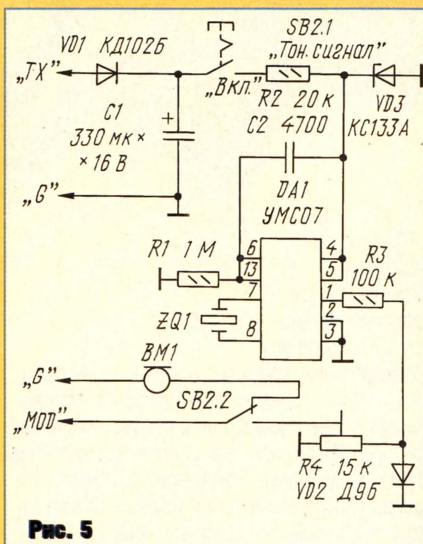 SB2.1
VD1 КД102Б
„Тон. сигнал"
„TX"
„Вкл."
R2 20 к
VD3
КС133А
C1
330 мк ×
× 16 В
+
C2 4700
DA1
УМС07
„G"
R1 1 М
6
13
7
8
4
5
1
2
3
R3
100 к
ZQ1
BM1
„G"
SB2.2
„MOD"
R4 15 к
VD2 Д9Б
Рис. 5